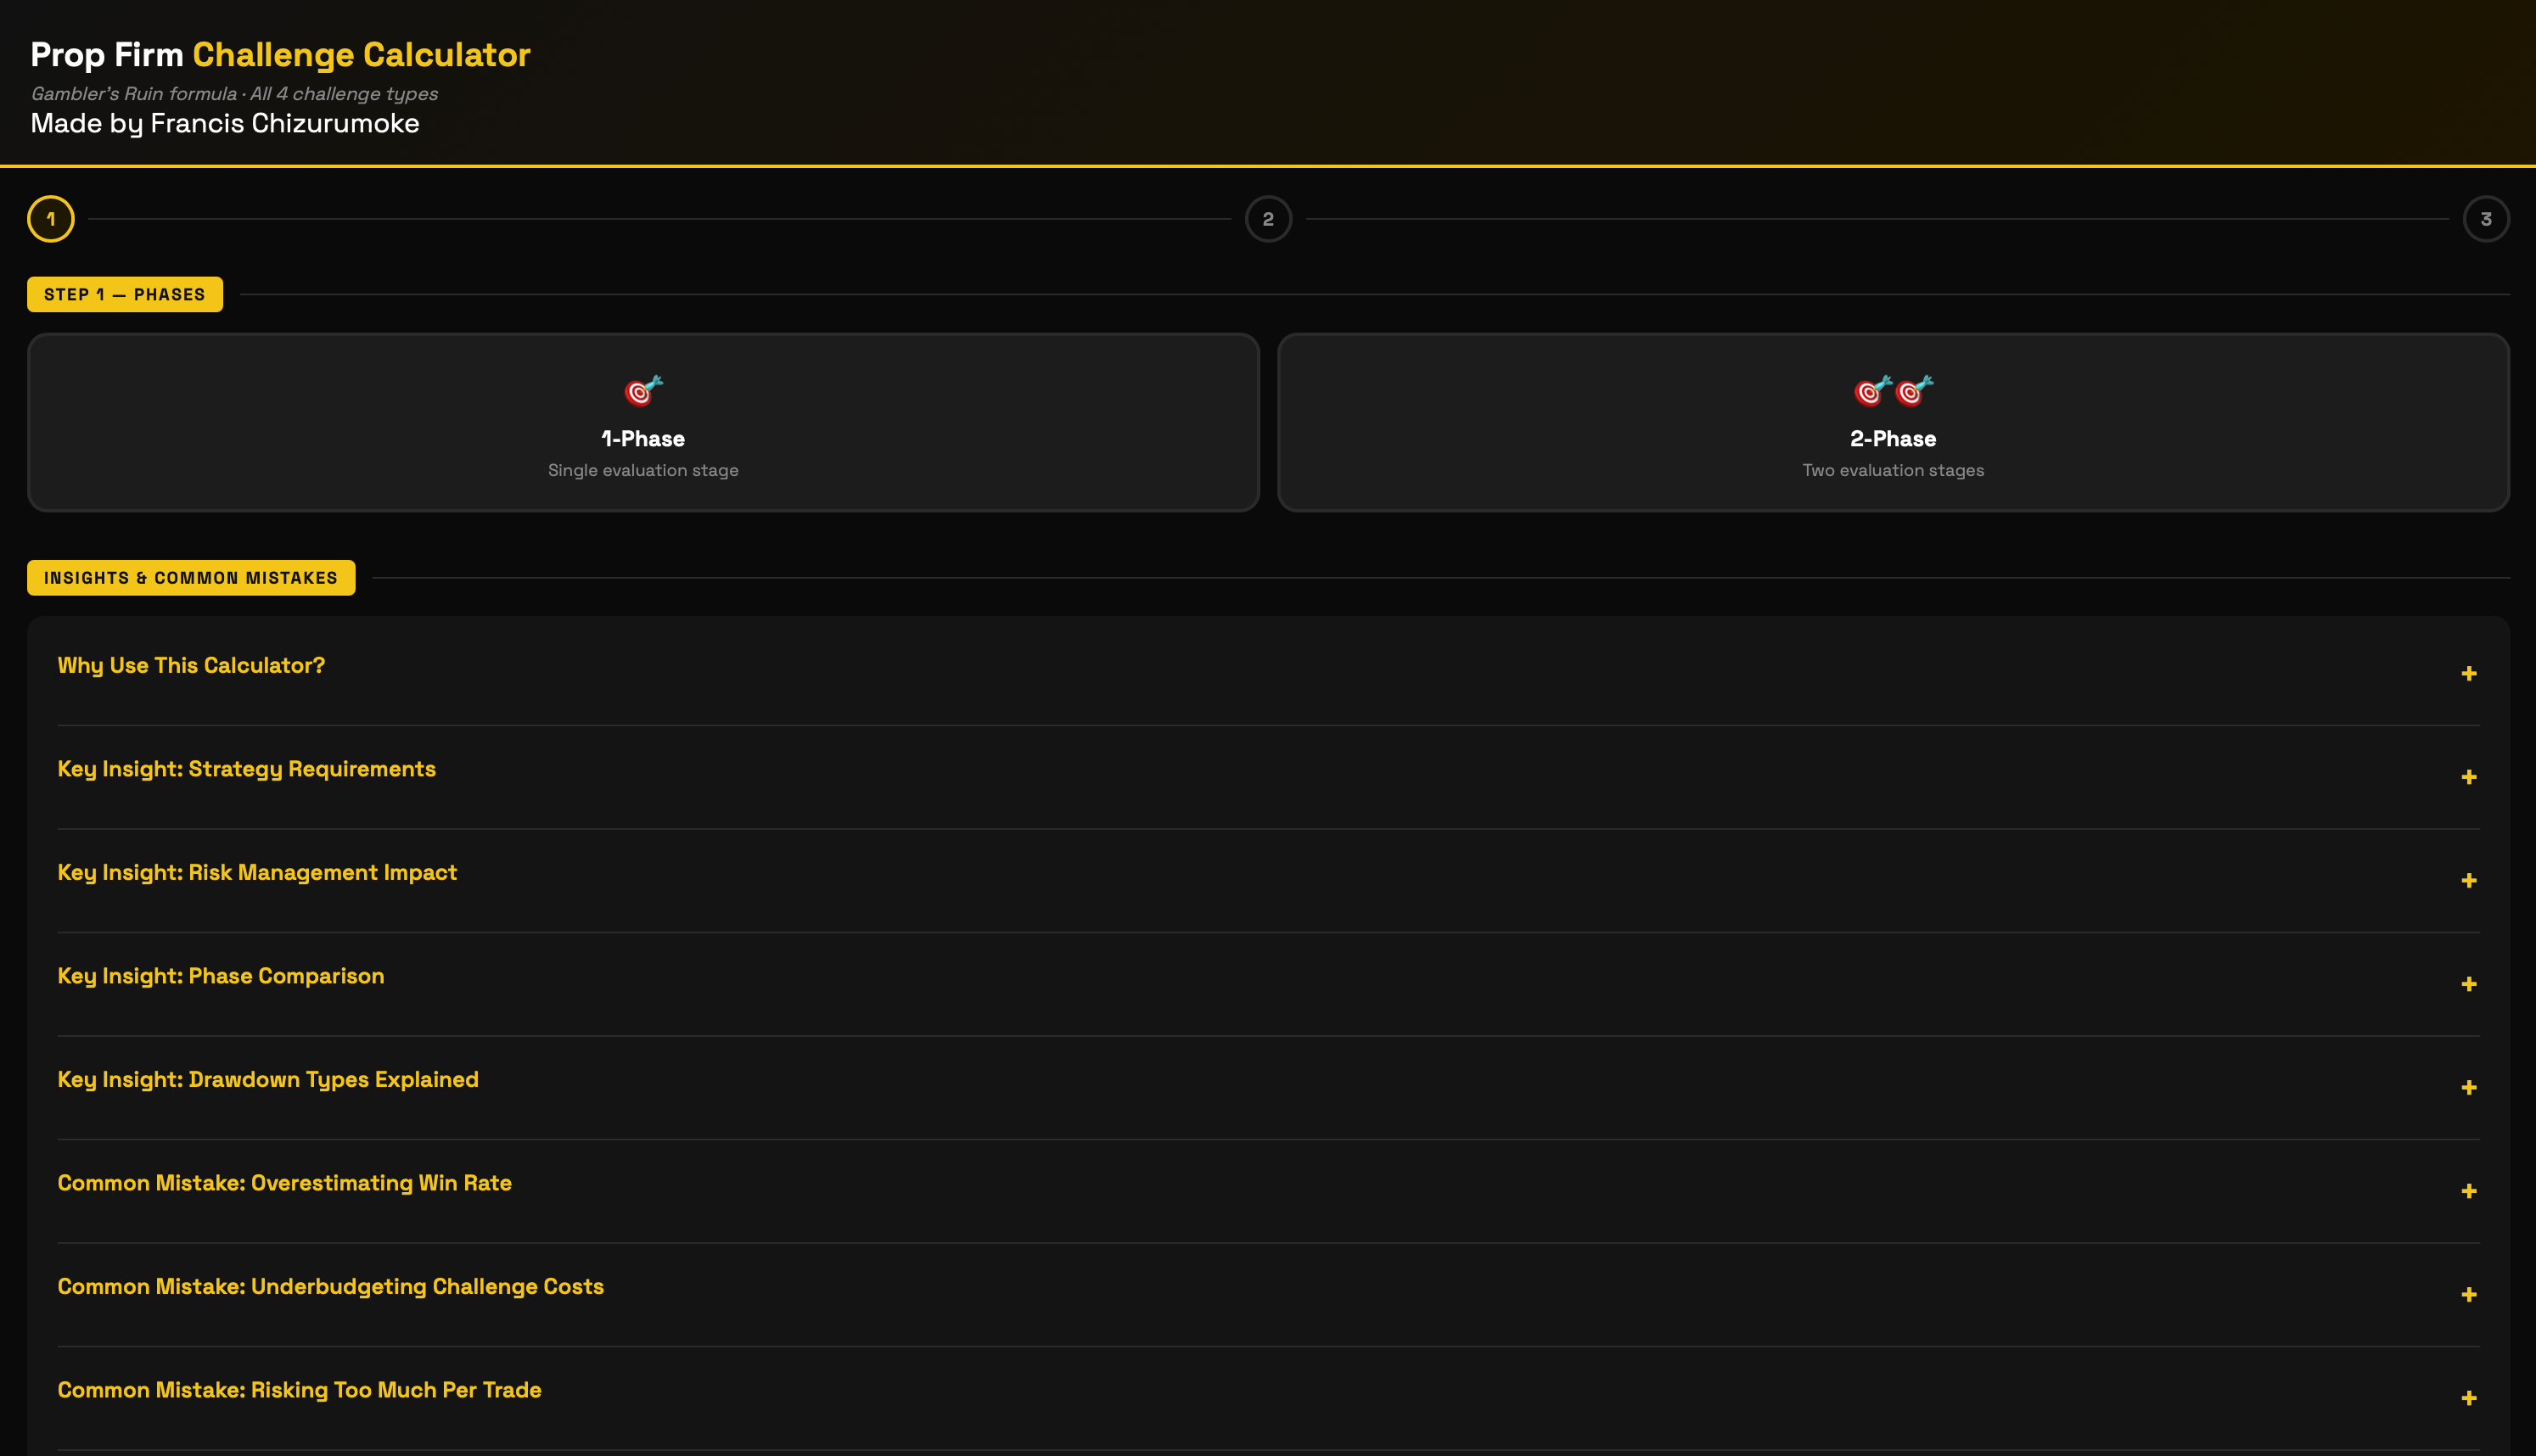 Prop Firm Challenge Calculator
Gambler's Ruin formula · All 4 challenge types
Made by Francis Chizurumoke
1
2
3
STEP 1 — PHASES
1-Phase
Single evaluation stage
2-Phase
Two evaluation stages
INSIGHTS & COMMON MISTAKES
Why Use This Calculator?
+
Key Insight: Strategy Requirements
+
Key Insight: Risk Management Impact
+
Key Insight: Phase Comparison
+
Key Insight: Drawdown Types Explained
+
Common Mistake: Overestimating Win Rate
+
Common Mistake: Underbudgeting Challenge Costs
+
Common Mistake: Risking Too Much Per Trade
+